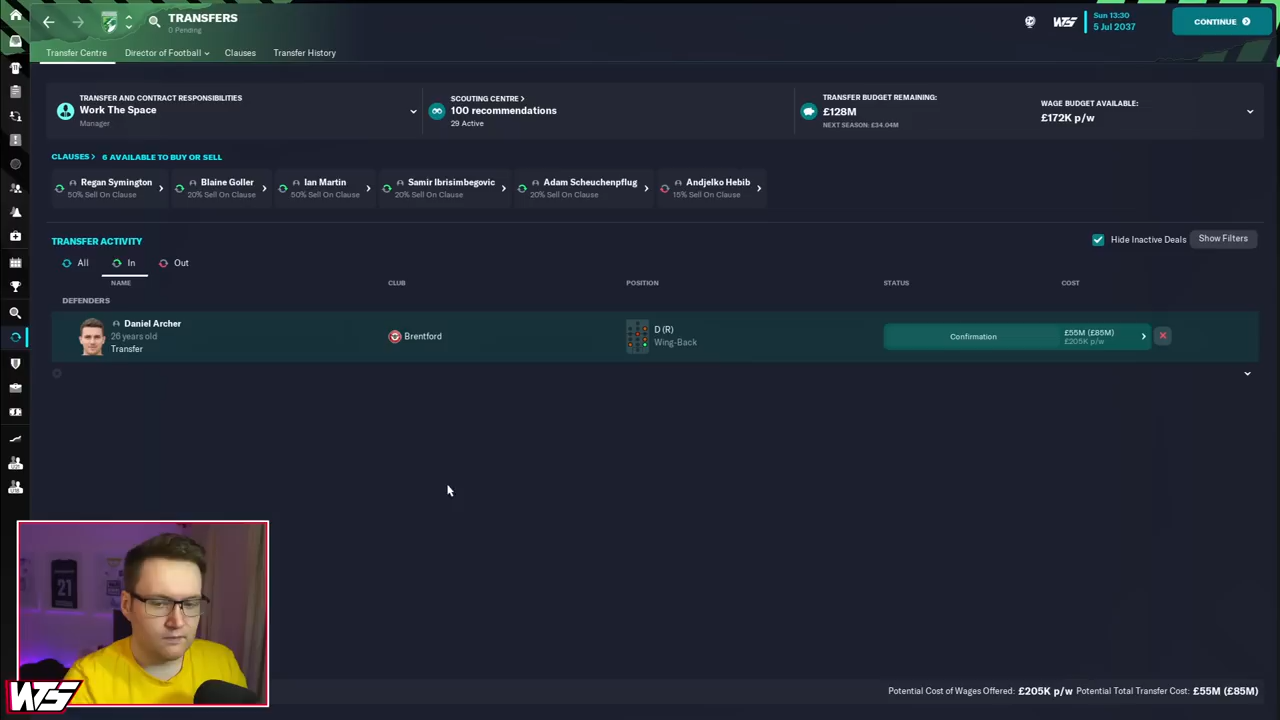 TRANSFERS
0 Pending
WTS
Sun 13:30
5 Jul 2037
CONTINUE
Transfer Centre
Director of Football
Clauses
Transfer History
TRANSFER AND CONTRACT RESPONSIBILITIES
Work The Space
Manager
SCOUTING CENTRE >
100 recommendations
29 Active
TRANSFER BUDGET REMAINING:
£128M
NEXT SEASON: £34.04M
WAGE BUDGET AVAILABLE:
£172K p/w
CLAUSES > 6 AVAILABLE TO BUY OR SELL
Regan Symington
50% Sell On Clause
Blaine Goller
20% Sell On Clause
Ian Martin
50% Sell On Clause
Samir Ibrisimbegovic
20% Sell On Clause
Adam Scheuchenpflug
20% Sell On Clause
Andjelko Hebib
15% Sell On Clause
TRANSFER ACTIVITY
Hide Inactive Deals
Show Filters
All
In
Out
NAME
CLUB
POSITION
STATUS
COST
DEFENDERS
Daniel Archer
26 years old
Transfer
Brentford
D (R)
Wing-Back
Confirmation
£55M (£85M)
£205K p/w
21
WTS
Potential Cost of Wages Offered: £205K p/w Potential Total Transfer Cost: £55M (£85M)